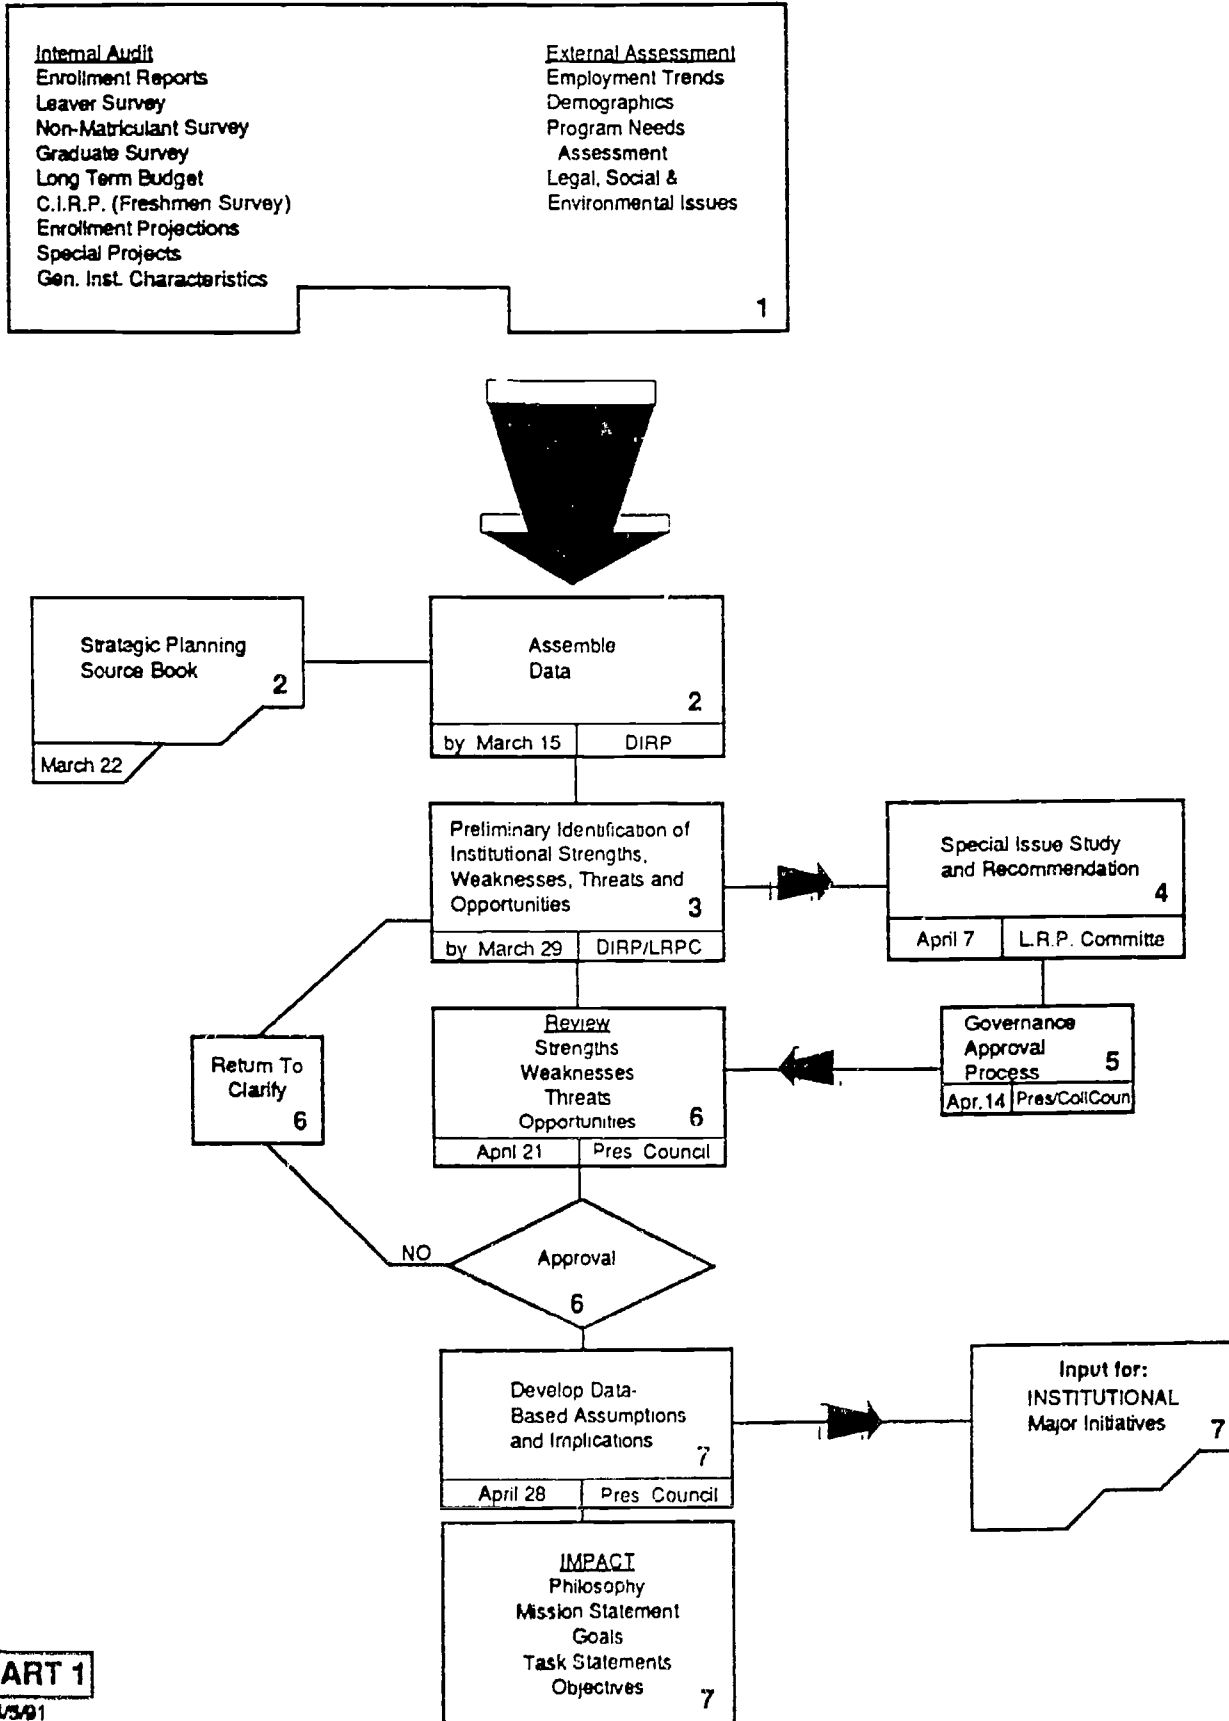 Internal Audit
Enrollment Reports
Leaver Survey
Non-Matriculant Survey
Graduate Survey
Long Term Budget
C.I.R.P. (Freshmen Survey)
Enrollment Projections
Special Projects
Gen. Inst. Characteristics
External Assessment
Employment Trends
Demographics
Program Needs
Assessment
Legal, Social &
Environmental Issues
1
Strategic Planning
Source Book
2
March 22
Assemble
Data
2
by March 15 DIRP
Preliminary Identification of
Institutional Strengths,
Weaknesses, Threats and
Opportunities
3
by March 29 DIRP/LRPC
Special Issue Study
and Recommendation
4
April 7 L.R.P. Committe
Governance
Approval
Process
5
Apr. 14 Pres/CollCoun
Review
Strengths
Weaknesses
Threats
Opportunities
6
April 21 Pres Council
Return To
Clarify
6
NO
Approval
6
Develop Data-
Based Assumptions
and Implications
7
April 28 Pres Council
Input for:
INSTITUTIONAL
Major Initiatives
7
IMPACT
Philosophy
Mission Statement
Goals
Task Statements
Objectives
7
ART 1
/5/91